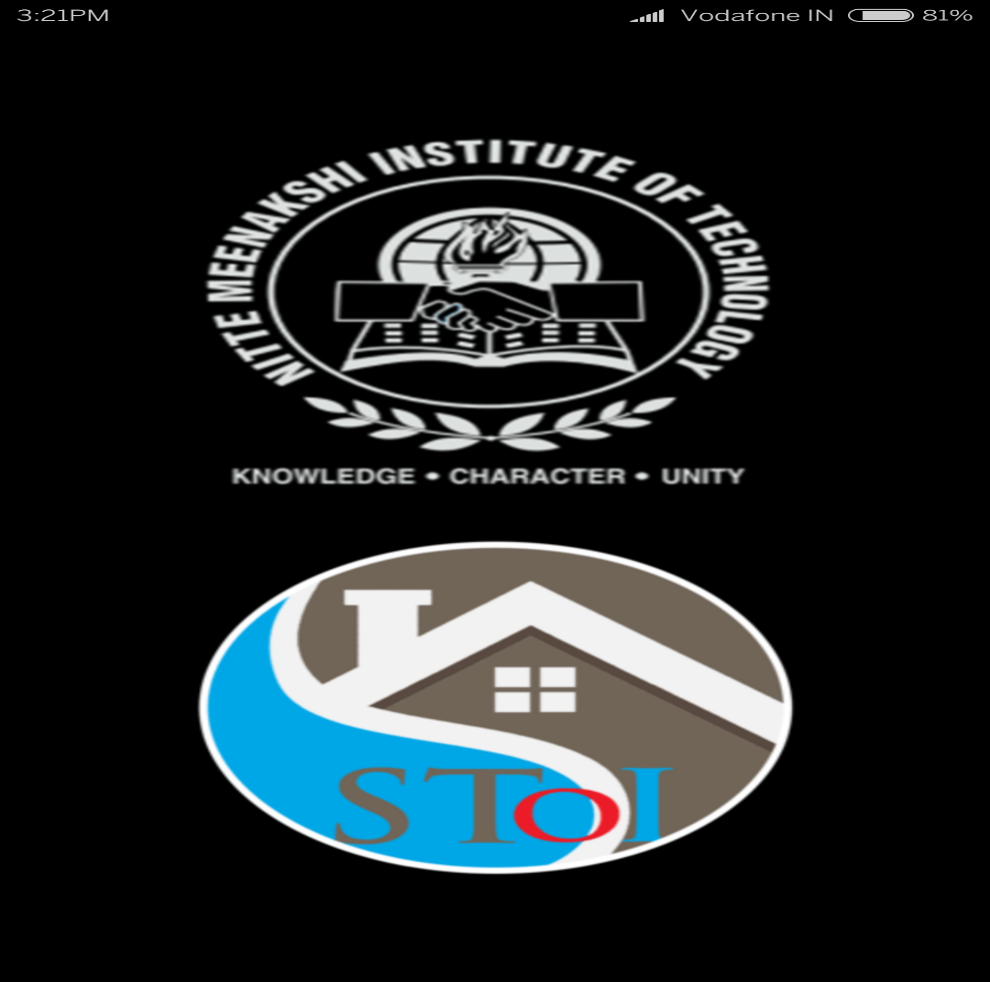 3:21PM Vodafone IN 81%
NITTE MEENAKSHI INSTITUTE OF TECHNOLOGY
KNOWLEDGE • CHARACTER • UNITY
SToI